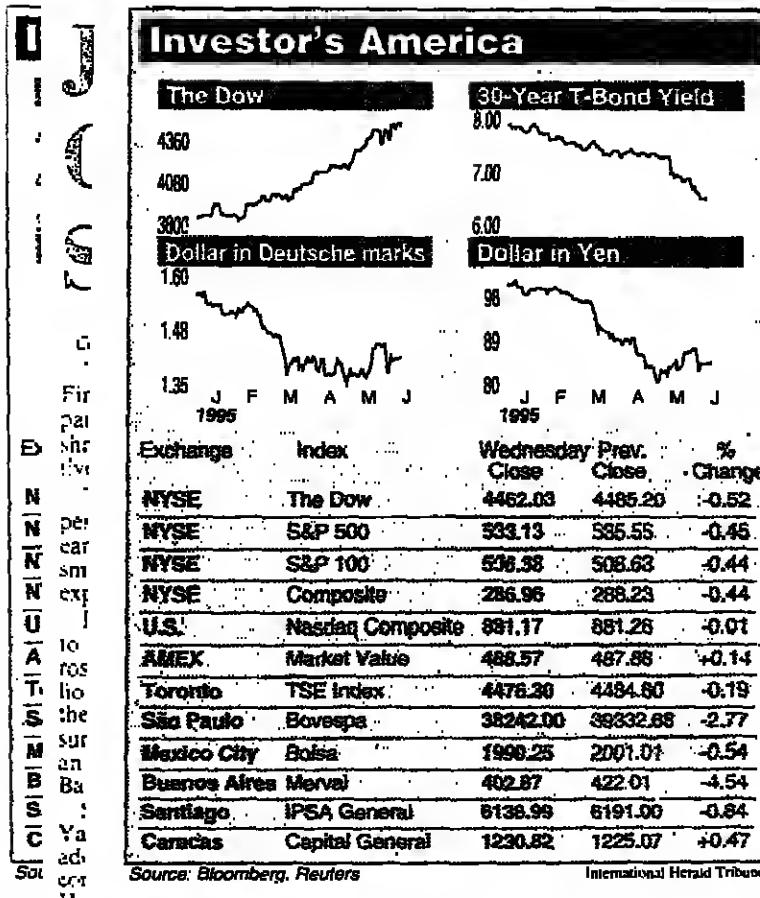 Investor's America
The Dow
4360
4080
3800
30-Year T-Bond Yield
8.00
7.00
6.00
Dollar in Deutsche marks
1.60
1.48
1.35
J F M A M J
1995
Dollar in Yen
98
89
80
J F M A M J
1995
Exchange Index Wednesday Prev. %
Close Close Change
NYSE The Dow 4462.03 4485.20 -0.52
NYSE S&P 500 533.13 535.55 -0.45
NYSE S&P 100 506.38 508.63 -0.44
NYSE Composite 286.96 288.23 -0.44
U.S. Nasdaq Composite 881.17 881.26 -0.01
AMEX Market Value 488.57 487.88 +0.14
Toronto TSE Index 4476.30 4484.60 -0.19
São Paulo Bovespa 38242.00 39332.68 -2.77
Mexico City Bolsa 1990.25 2001.01 -0.54
Buenos Aires Merval 402.87 422.01 -4.54
Santiago IPSA General 6138.99 6191.00 -0.84
Caracas Capital General 1230.82 1225.07 +0.47
Source: Bloomberg, Reuters International Herald Tribune